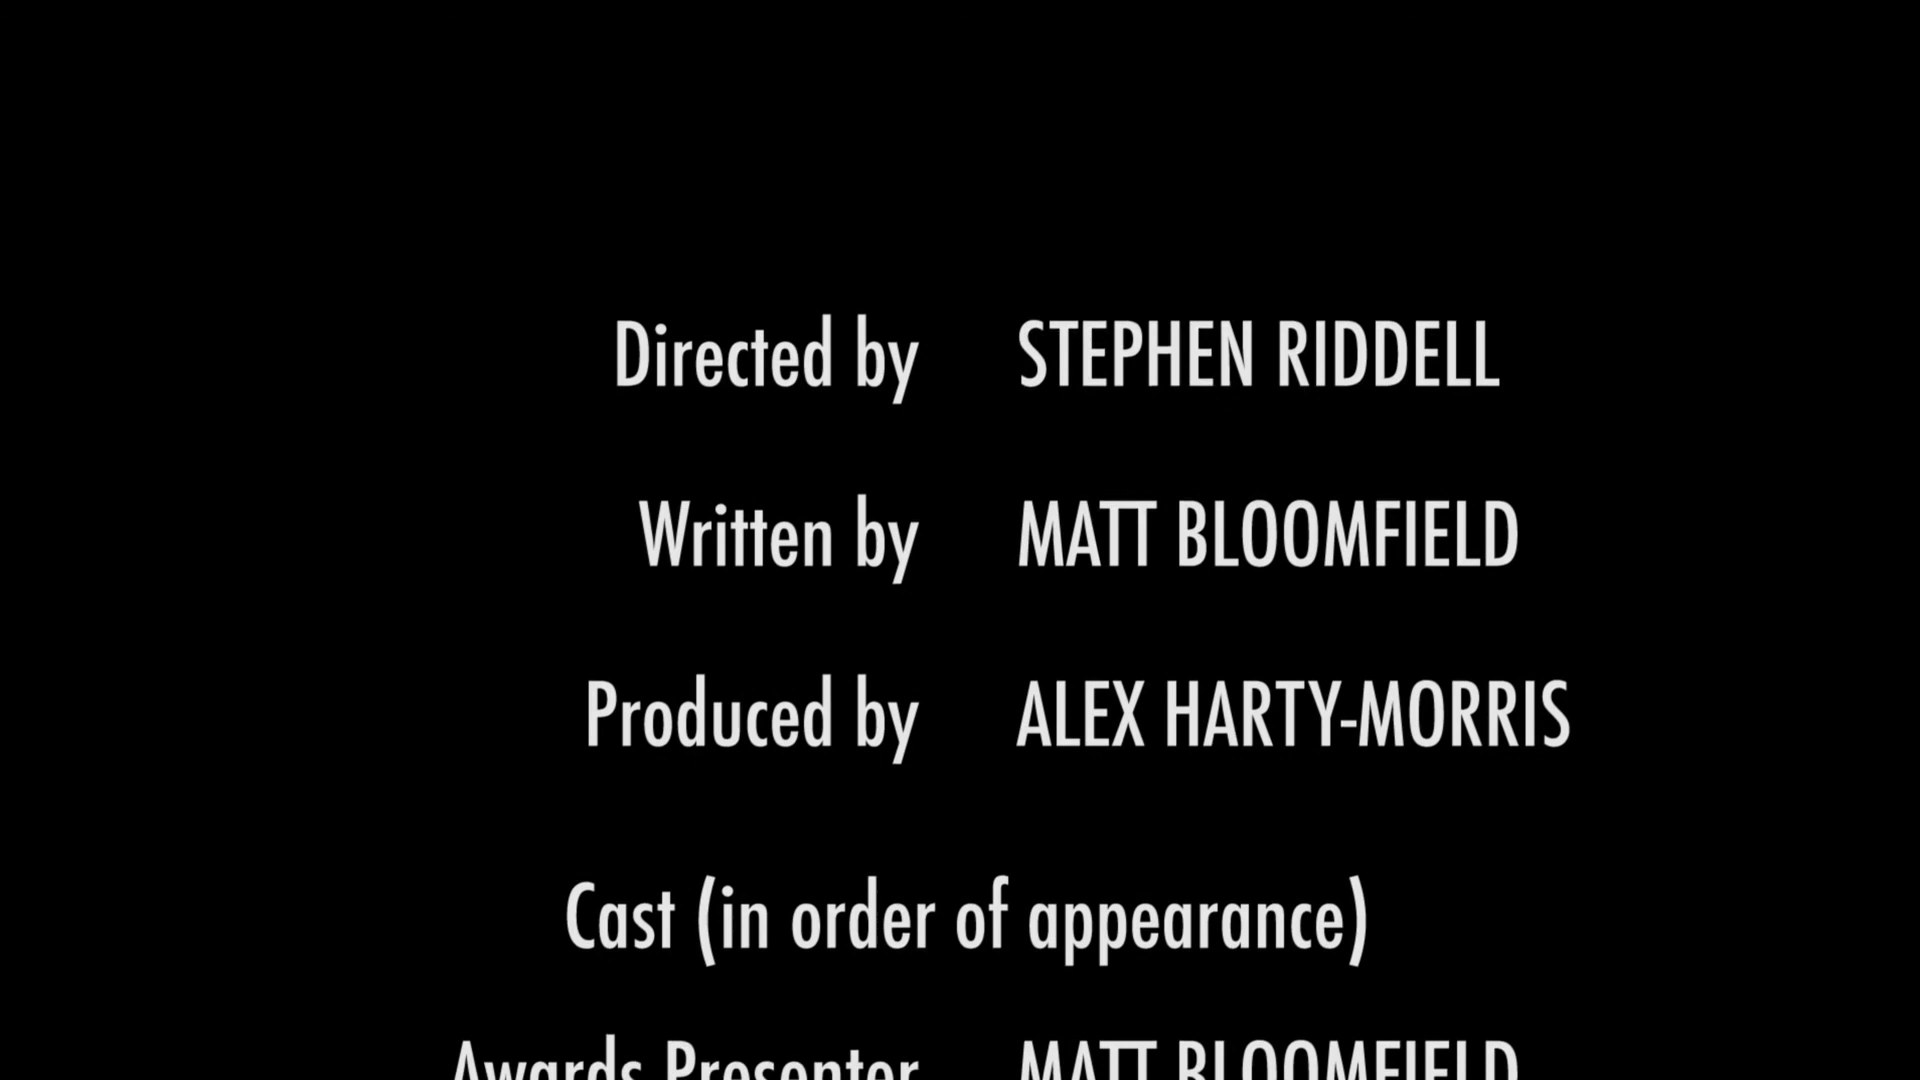 Directed by STEPHEN RIDDELL
Written by MATT BLOOMFIELD
Produced by ALEX HARTY-MORRIS
Cast (in order of appearance)
Awards Presenter MATT BLOOMFIELD